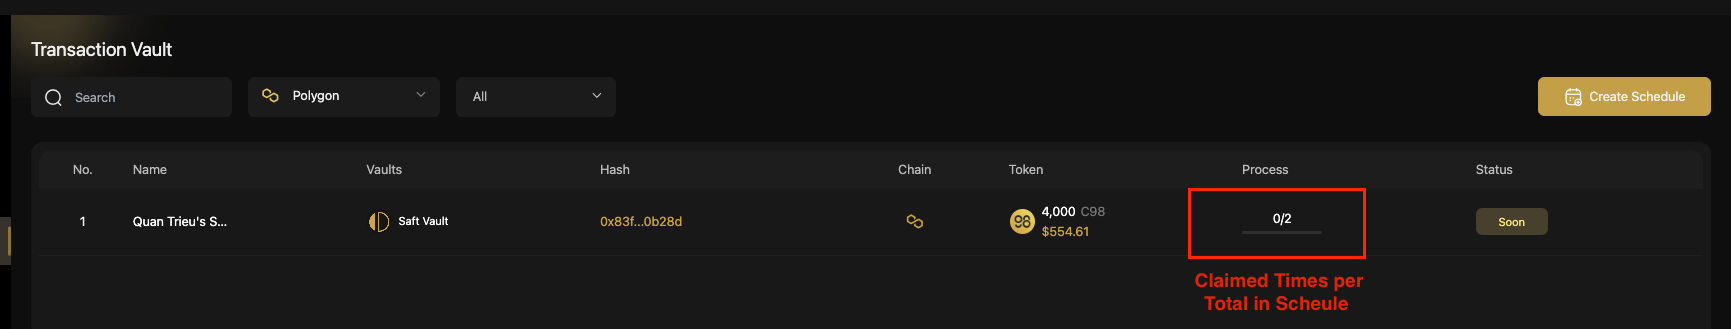 Transaction Vault
Search
Polygon
All
Create Schedule
No. Name Vaults Hash Chain Token Process Status
1 Quan Trieu's S... Saft Vault 0x83f...0b28d 98 4,000 C98 0/2 Soon
$554.61
Claimed Times per
Total in Scheule